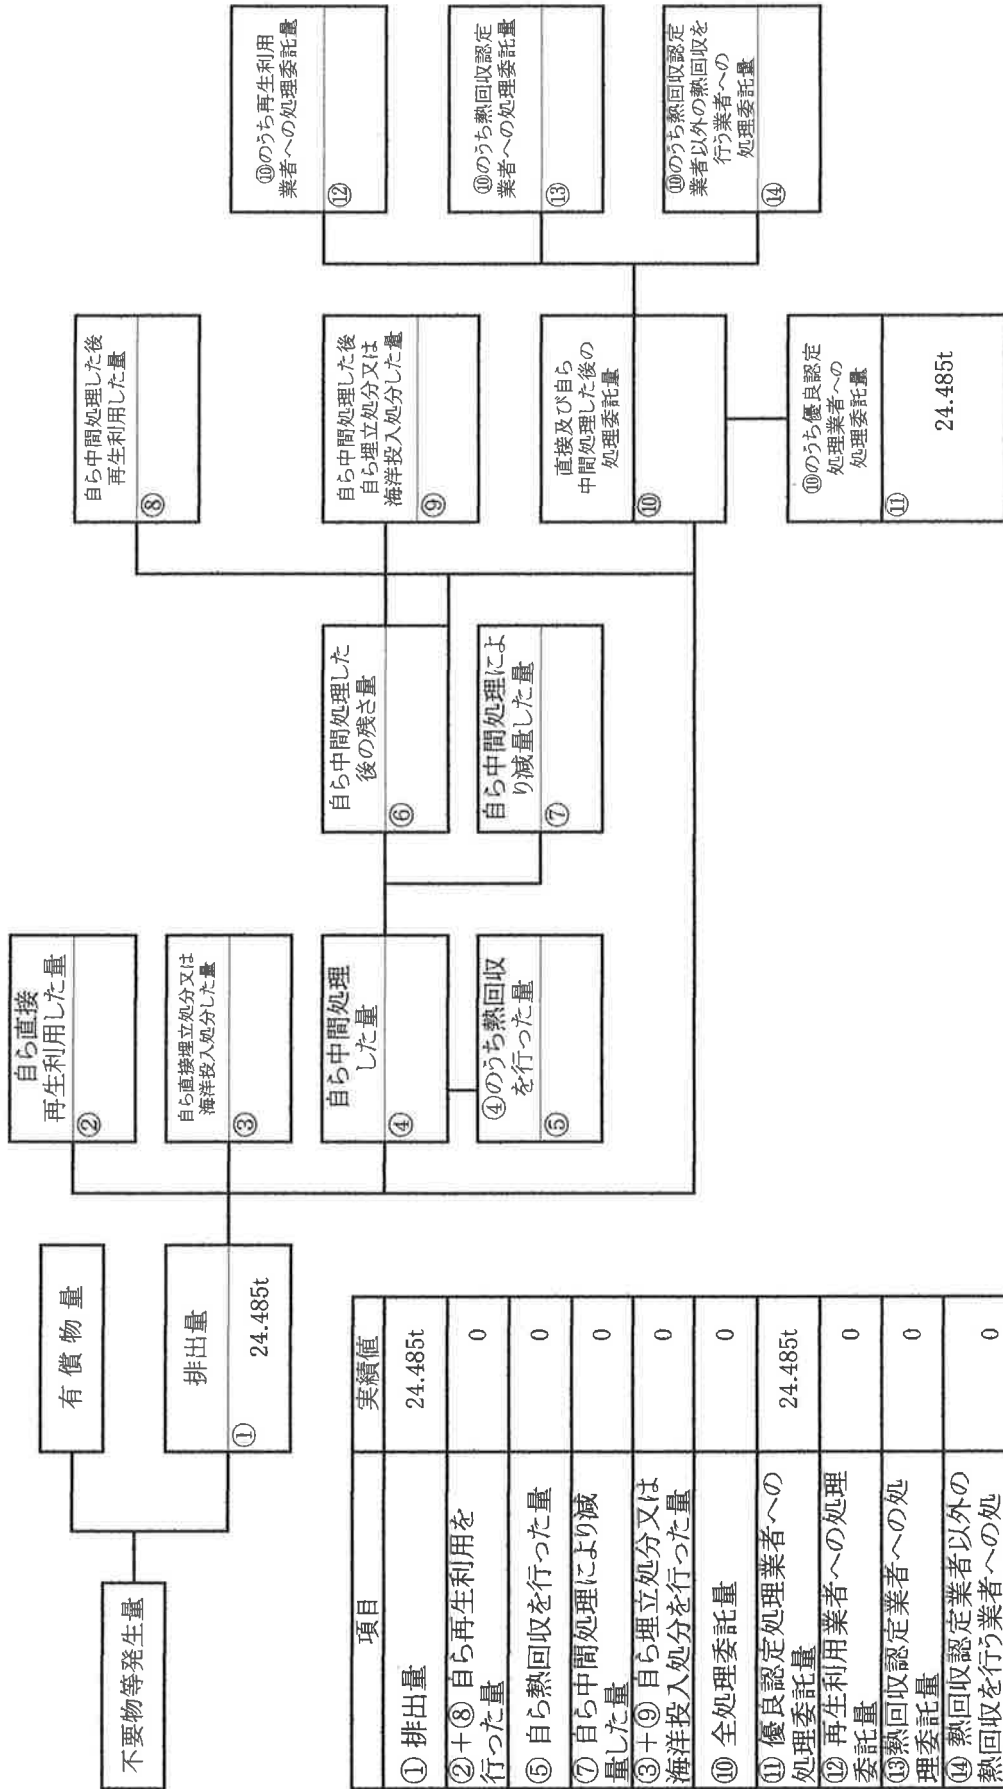 不要物等発生量
有償物量
排出量
①
24.485t
自ら直接
再生利用した量
②
自ら直接埋立処分又は
海洋投入処分した量
③
自ら中間処理
した量
④
④のうち熱回収
を行った量
⑤
自ら中間処理した
後の残さ量
⑥
自ら中間処理によ
り減量した量
⑦
自ら中間処理した後
再生利用した量
⑧
自ら中間処理した後
自ら埋立処分又は
海洋投入処分した量
⑨
直接及び自ら
中間処理した後の
処理委託量
⑩
⑩のうち優良認定
処理業者への
処理委託量
⑪
24.485t
⑩のうち再生利用
業者への処理委託量
⑫
⑩のうち熱回収認定
業者への処理委託量
⑬
⑩のうち熱回収認定
業者以外の熱回収を
行う業者への
処理委託量
⑭
項目 実績値
① 排出量 24.485t
②+⑧ 自ら再生利用を
行った量 0
⑤ 自ら熱回収を行った量 0
⑦ 自ら中間処理により減
量した量 0
③+⑨ 自ら埋立処分又は
海洋投入処分を行った量 0
⑩ 全処理委託量 0
⑪ 優良認定処理業者への
処理委託量 24.485t
⑫ 再生利用業者への処理
委託量 0
⑬熱回収認定業者への処
理委託量 0
⑭ 熱回収認定業者以外の
熱回収を行う業者への処 0